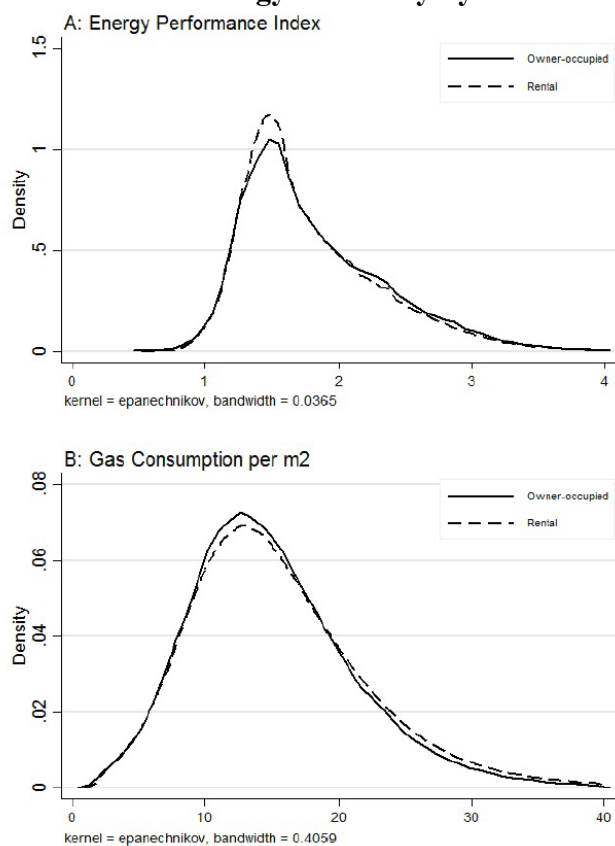 A: Energy Performance Index
1.5
Owner-occupied
Rental
1
Density
.5
0
0 1 2 3 4
kernel = epanechnikov, bandwidth = 0.0365
B: Gas Consumption per m2
.08
Owner-occupied
Rental
.06
Density
.04
.02
0
0 10 20 30 40
kernel = epanechnikov, bandwidth = 0.4059